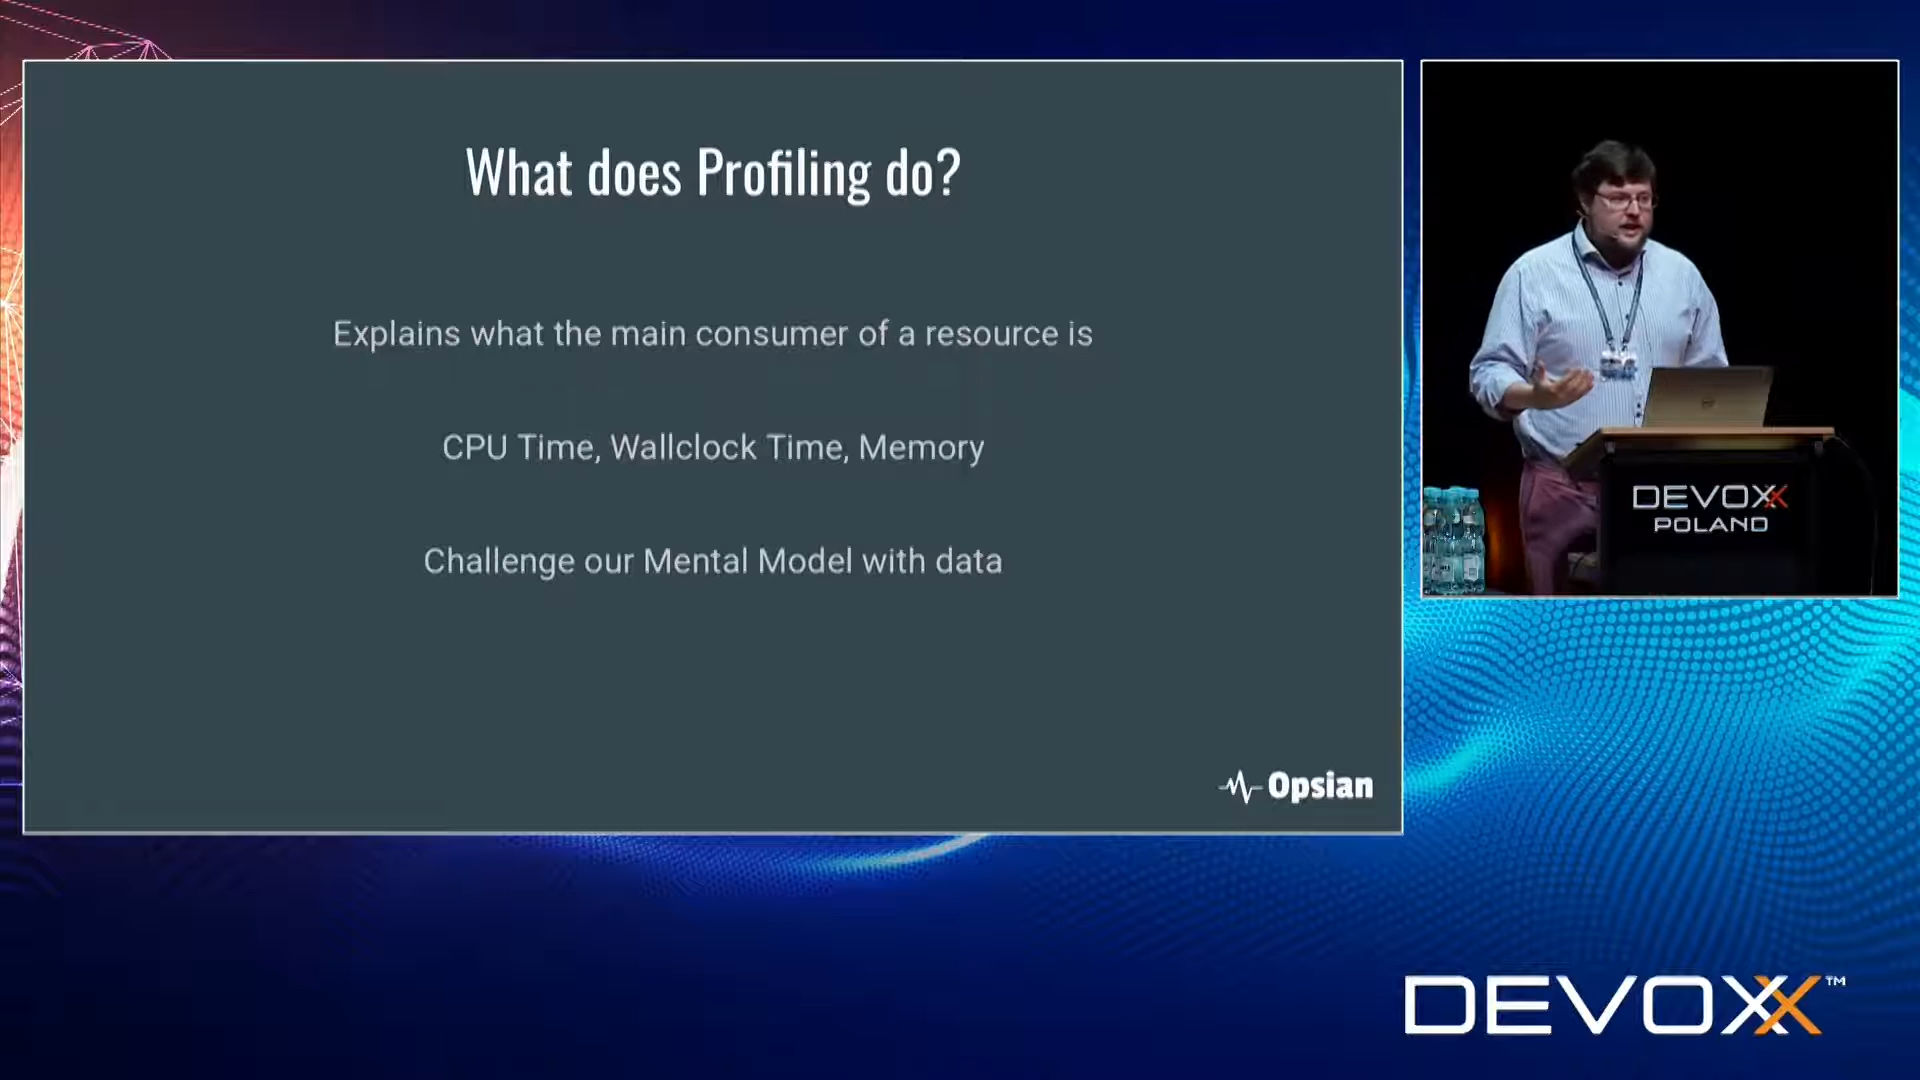 What does Profiling do?
Explains what the main consumer of a resource is
CPU Time, Wallclock Time, Memory
Challenge our Mental Model with data
Opsian
DEVOXX
POLAND
DEVOXX™